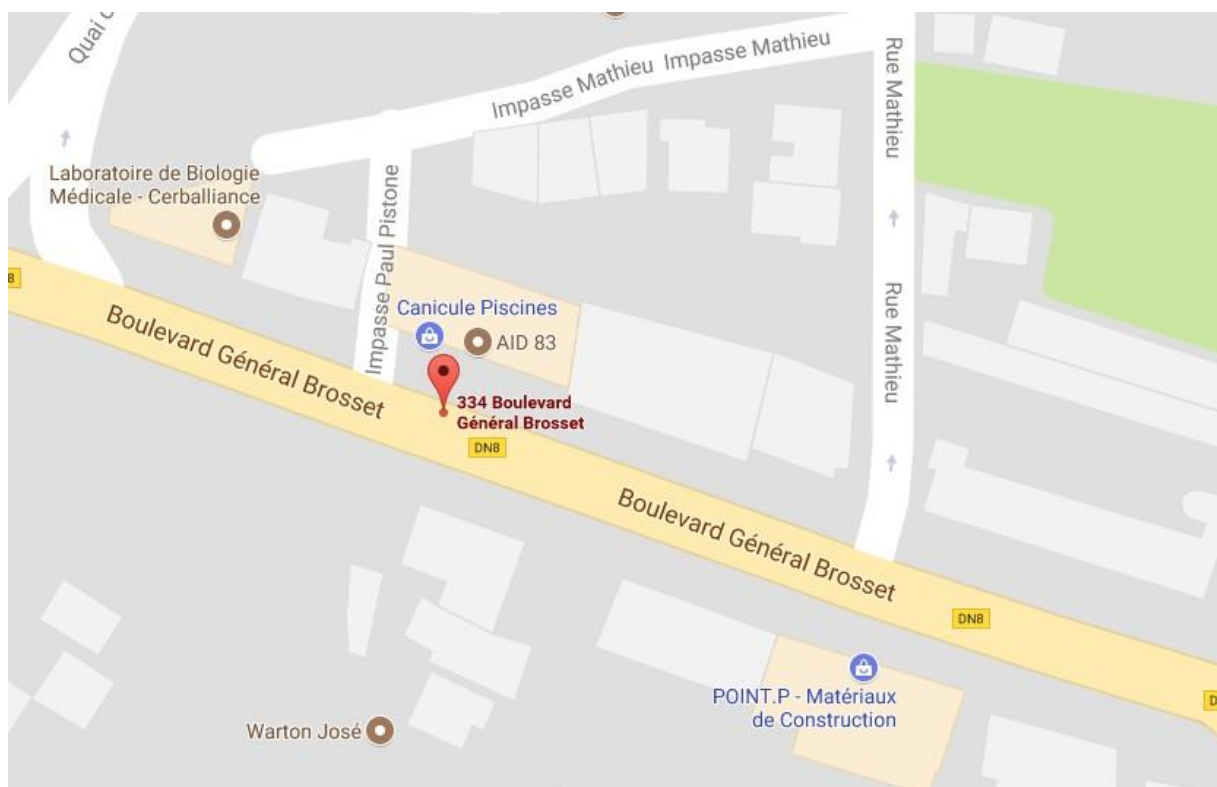 Quai
Impasse Mathieu Impasse Mathieu
Rue Mathieu
Laboratoire de Biologie
Médicale - Cerballiance
Impasse Paul Pistone
8
Canicule Piscines
AID 83
Rue Mathieu
Boulevard Général Brosset
334 Boulevard
Général Brosset
DN8
Boulevard Général Brosset
DN8
POINT.P - Matériaux
de Construction
D
Warton José